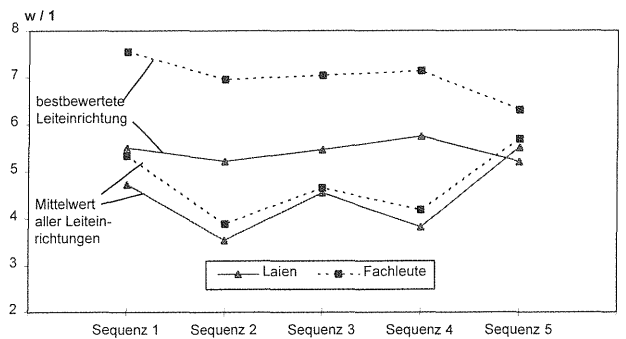 w / 1
8
7
6
5
4
3
2
bestbewertete
Leiteinrichtung
Mittelwert
aller Leitein-
richtungen
Laien
Fachleute
Sequenz 1
Sequenz 2
Sequenz 3
Sequenz 4
Sequenz 5